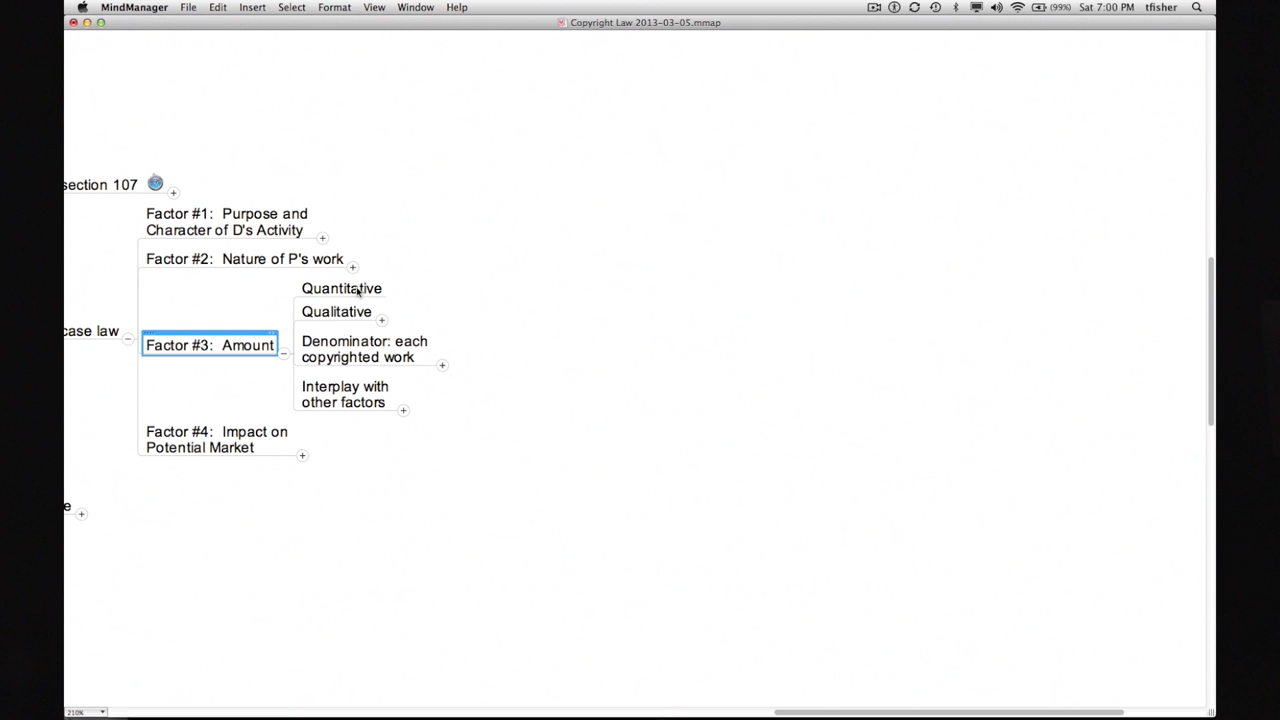 MindManager File Edit Insert Select Format View Window Help (99%) Sat 7:00 PM tfisher
Copyright Law 2013-03-05.mmap
section 107
Factor #1: Purpose and
Character of D's Activity
Factor #2: Nature of P's work
Quantitative
Qualitative
case law
Factor #3: Amount
Denominator: each
copyrighted work
Interplay with
other factors
Factor #4: Impact on
Potential Market
e
210%